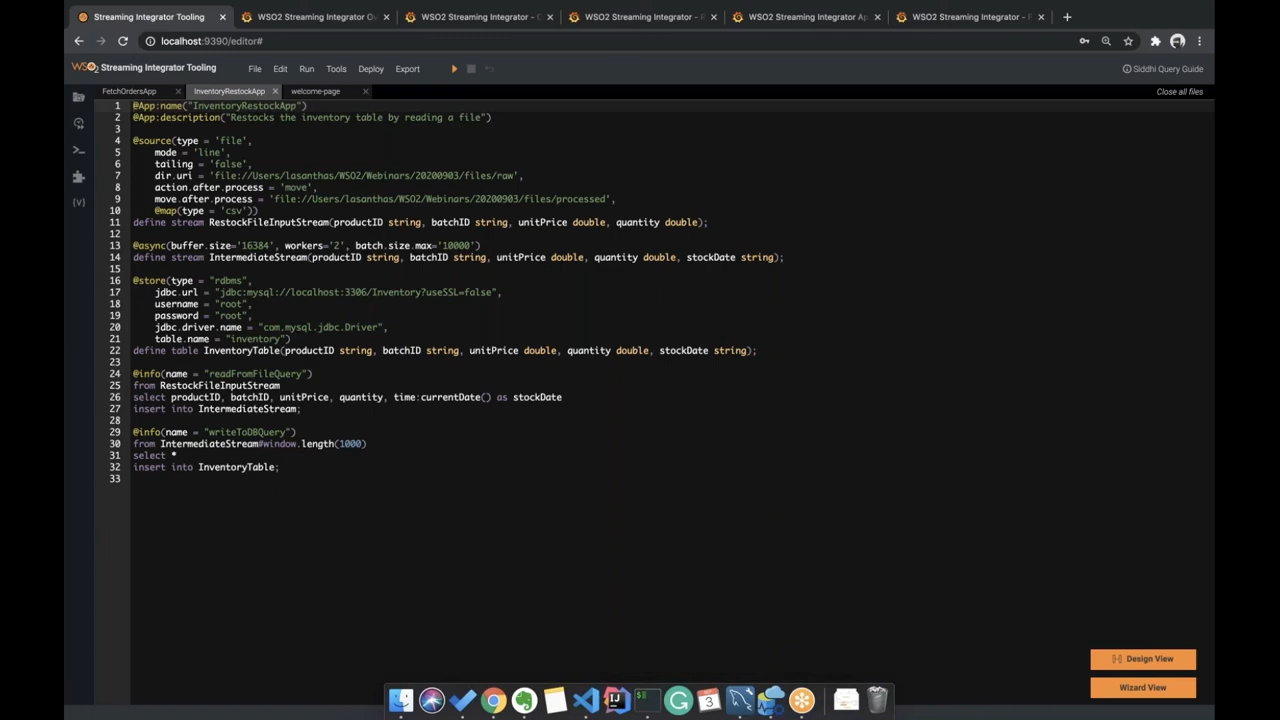 Streaming Integrator Tooling
WSO2 Streaming Integrator Ov
WSO2 Streaming Integrator - C
WSO2 Streaming Integrator - R
WSO2 Streaming Integrator Ap
WSO2 Streaming Integrator - F
localhost:9390/editor#
WSO2 Streaming Integrator Tooling
File Edit Run Tools Deploy Export
Siddhi Query Guide
FetchOrdersApp InventoryRestockApp welcome-page
Close all files
1 @App:name("InventoryRestockApp")
2 @App:description("Restocks the inventory table by reading a file")
3
4 @source(type = 'file',
5 mode = 'line',
6 tailing = 'false',
7 dir.uri = 'file://Users/lasanthas/WSO2/Webinars/20200903/files/raw',
8 action.after.process = 'move',
9 move.after.process = 'file://Users/lasanthas/WSO2/Webinars/20200903/files/processed',
10 @map(type = 'csv'))
11 define stream RestockFileInputStream(productID string, batchID string, unitPrice double, quantity double);
12
13 @async(buffer.size='16384', workers='2', batch.size.max='10000')
14 define stream IntermediateStream(productID string, batchID string, unitPrice double, quantity double, stockDate string);
15
16 @store(type = "rdbms",
17 jdbc.url = "jdbc:mysql://localhost:3306/Inventory?useSSL=false",
18 username = "root",
19 password = "root",
20 jdbc.driver.name = "com.mysql.jdbc.Driver",
21 table.name = "inventory")
22 define table InventoryTable(productID string, batchID string, unitPrice double, quantity double, stockDate string);
23
24 @info(name = "readFromFileQuery")
25 from RestockFileInputStream
26 select productID, batchID, unitPrice, quantity, time:currentDate() as stockDate
27 insert into IntermediateStream;
28
29 @info(name = "writeToDBQuery")
30 from IntermediateStream#window.length(1000)
31 select *
32 insert into InventoryTable;
33
Design View
Wizard View
3